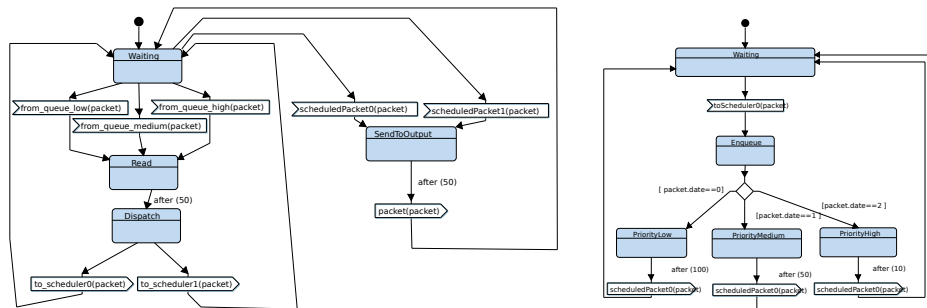 Waiting
from_queue_low(packet)
from_queue_high(packet)
from_queue_medium(packet)
Read
after (50)
Dispatch
to_scheduler0(packet)
to_scheduler1(packet)
scheduledPacket0(packet)
scheduledPacket1(packet)
SendToOutput
after (50)
packet(packet)
Waiting
toScheduler0(packet)
Enqueue
[ packet.date==0]
[packet.date==1 ]
[packet.date==2 ]
PriorityLow
PriorityMedium
PriorityHigh
after (100)
after (50)
after (10)
scheduledPacket0(packet)
scheduledPacket0(packet)
scheduledPacket0(packet)